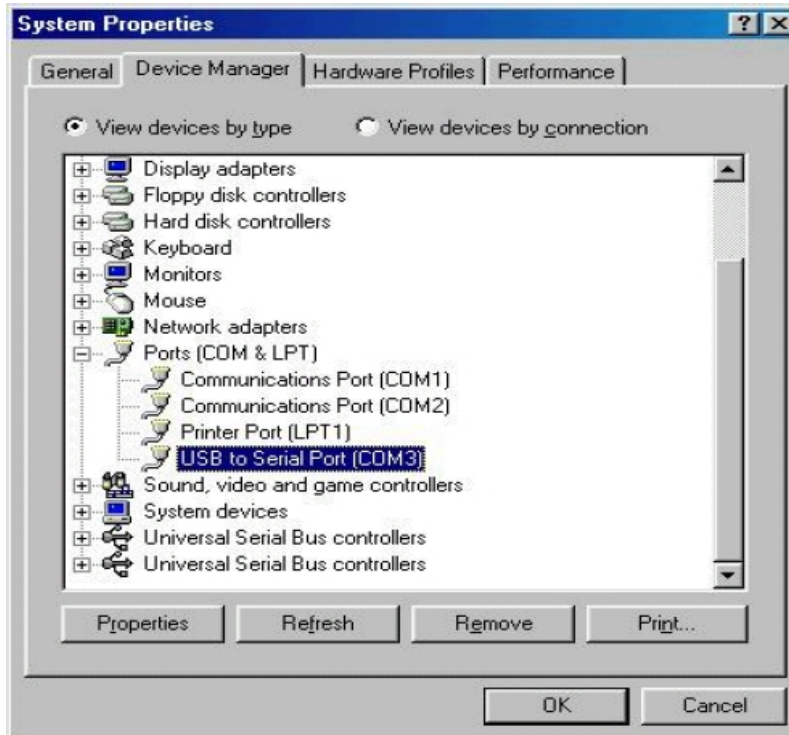 System Properties
General Device Manager Hardware Profiles Performance
View devices by type View devices by connection
Display adapters
Floppy disk controllers
Hard disk controllers
Keyboard
Monitors
Mouse
Network adapters
Ports (COM & LPT)
Communications Port (COM1)
Communications Port (COM2)
Printer Port (LPT1)
USB to Serial Port (COM3)
Sound, video and game controllers
System devices
Universal Serial Bus controllers
Universal Serial Bus controllers
Properties Refresh Remove Print...
OK Cancel